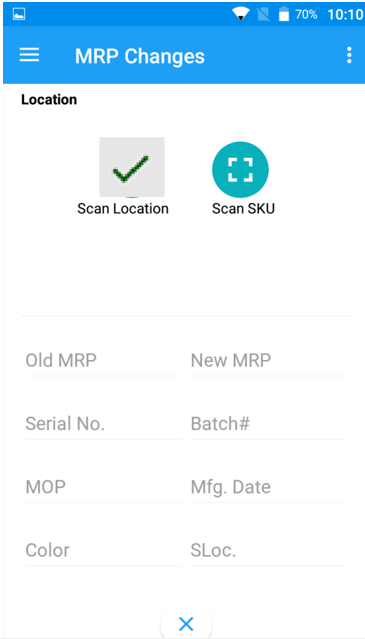 70% 10:10
MRP Changes
Location
Scan Location Scan SKU
Old MRP New MRP
Serial No. Batch#
MOP Mfg. Date
Color SLoc.